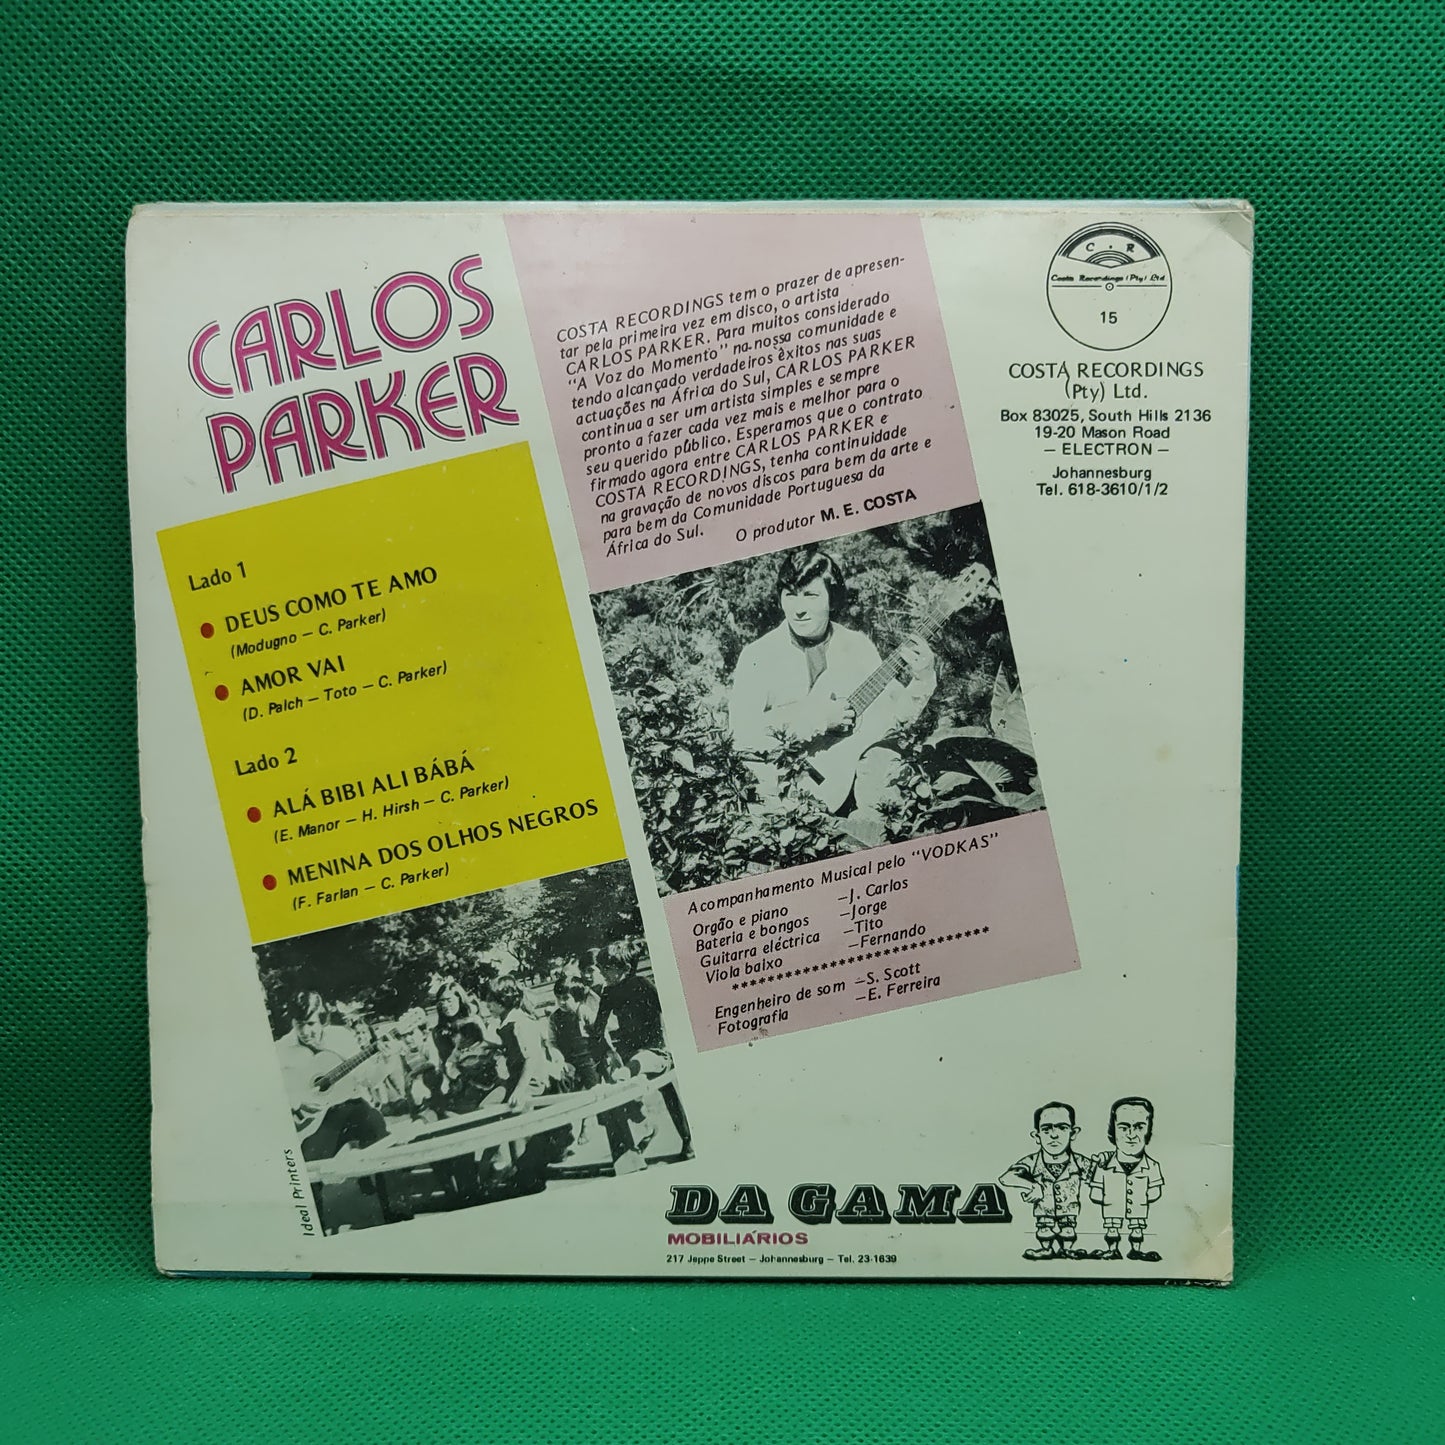 CARLOS
PARKER
Lado 1
DEUS COMO TE AMO
(Modugno – C. Parker)
AMOR VAI
(D. Palch – Toto – C. Parker)
Lado 2
ALÁ BIBI ALI BÁBÁ
(E. Manor – H. Hirsh – C. Parker)
MENINA DOS OLHOS NEGROS
(F. Farlan – C. Parker)
Ideal Printers
COSTA RECORDINGS tem o prazer de apresen-
tar pela primeira vez em disco, o artista
CARLOS PARKER. Para muitos considerado
“A Voz do Momento” na nossa comunidade e
tendo alcançado verdadeiros êxitos nas suas
actuações na África do Sul, CARLOS PARKER
continua a ser um artista simples e sempre
pronto a fazer cada vez mais e melhor para o
seu querido público. Esperamos que o contrato
firmado agora entre CARLOS PARKER e
COSTA RECORDINGS, tenha continuidade
na gravação de novos discos para bem da arte e
para bem da Comunidade Portuguesa da
África do Sul.
O produtor M. E. COSTA
Acompanhamento Musical pelo “VODKAS”
Orgão e piano –J. Carlos
Bateria e bongos –Jorge
Guitarra eléctrica –Tito
Viola baixo –Fernando
*****************************
Engenheiro de som –S. Scott
Fotografia –E. Ferreira
C . R
Costa Recordings (Pty) Ltd
15
COSTA RECORDINGS
(Pty) Ltd.
Box 83025, South Hills 2136
19-20 Mason Road
– ELECTRON –
Johannesburg
Tel. 618-3610/1/2
DA GAMA
MOBILIÁRIOS
217 Jeppe Street – Johannesburg – Tel. 23-1639